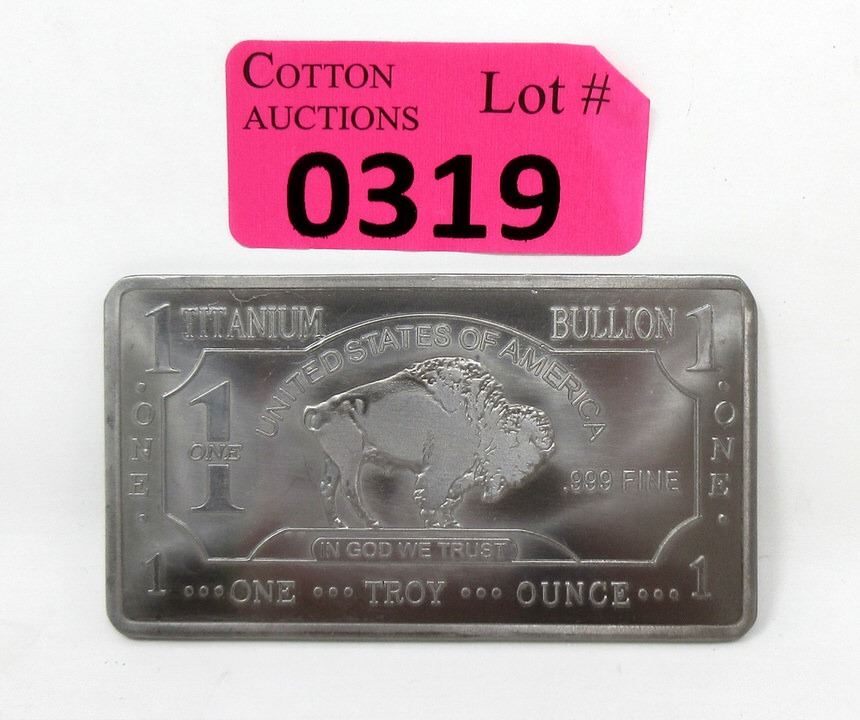 COTTON Lot #
AUCTIONS
0319
1 TITANIUM BULLION 1
UNITED STATES OF AMERICA
1
ONE
· ONE ·
· ONE ·
.999 FINE
IN GOD WE TRUST
1 ••• ONE ••• TROY ••• OUNCE ••• 1